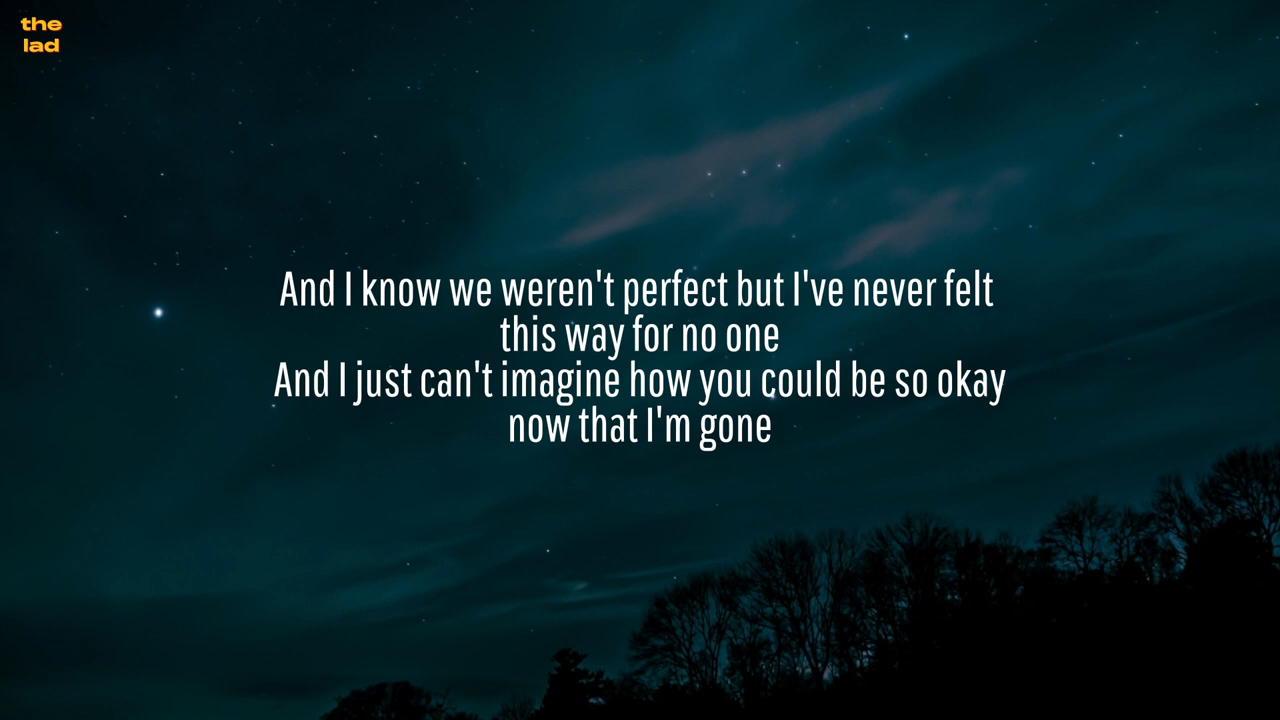 the
lad
And I know we weren't perfect but I've never felt
this way for no one
And I just can't imagine how you could be so okay
now that I'm gone